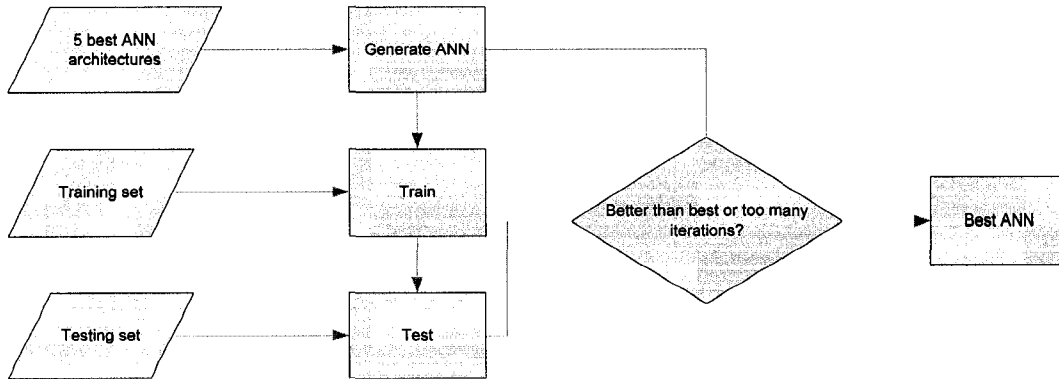 5 best ANN
architectures
Generate ANN
Training set
Train
Better than best or too many
iterations?
Best ANN
Testing set
Test